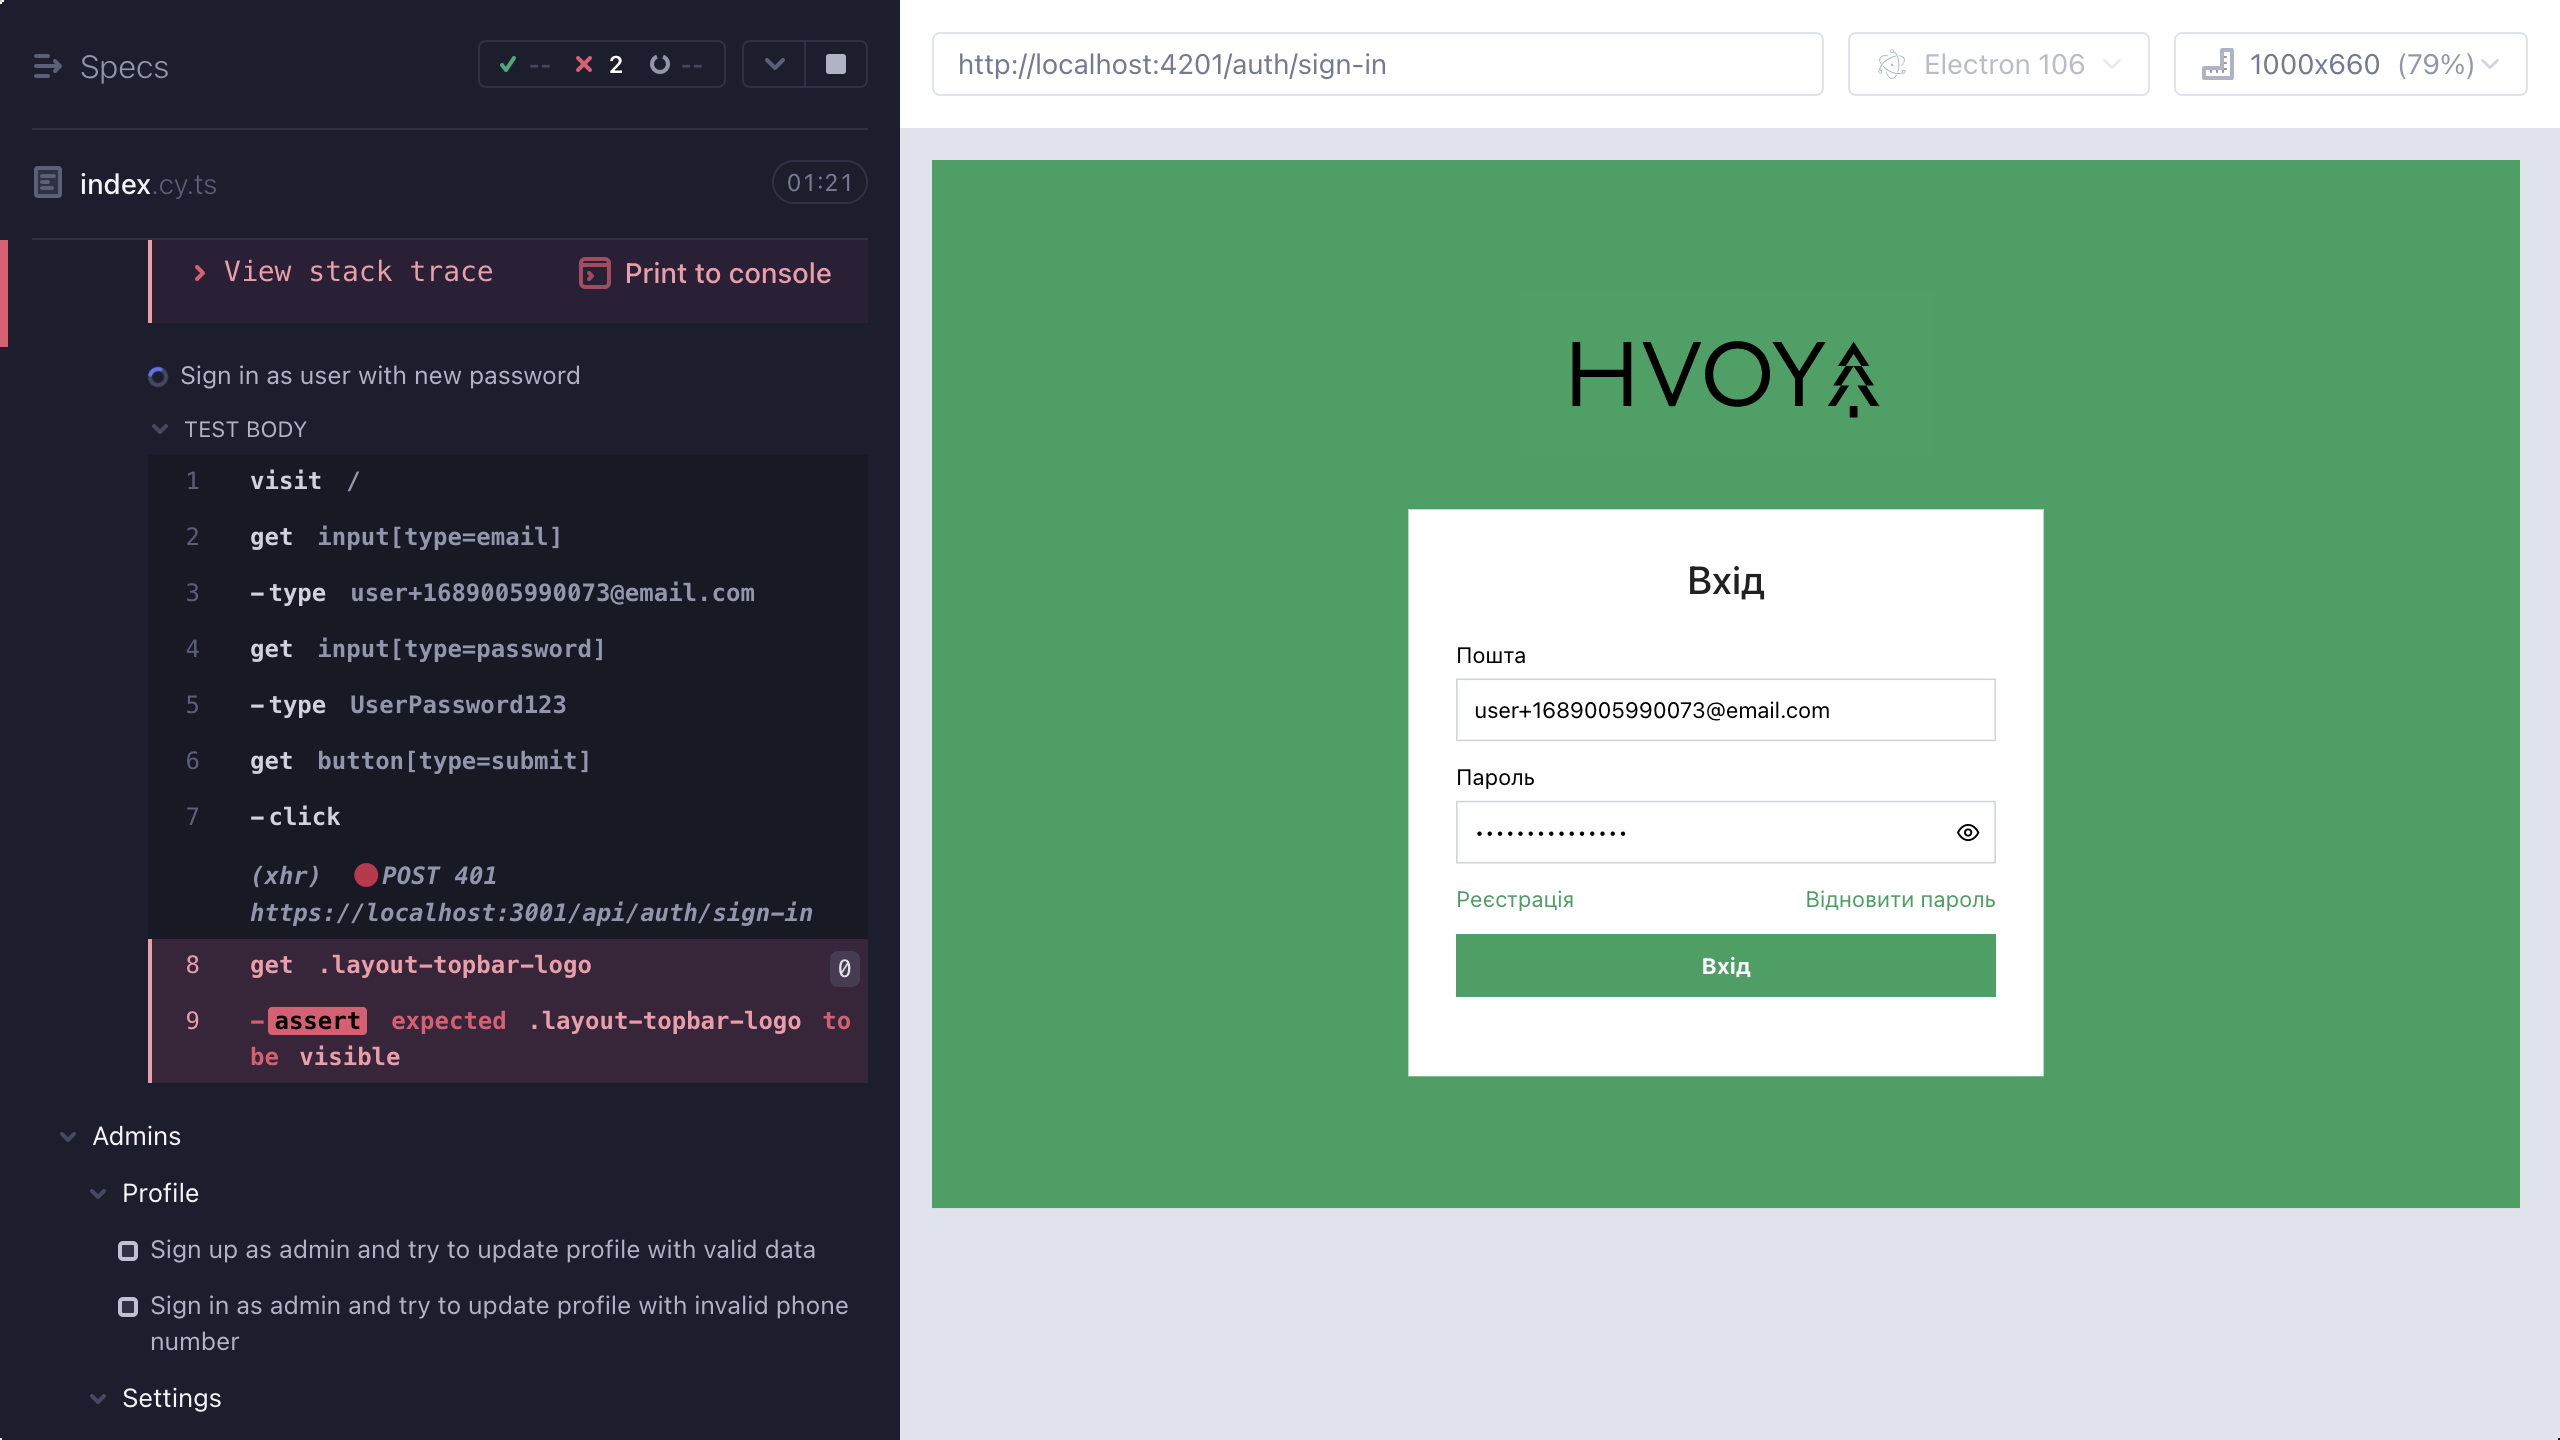 Specs
-- 2 --
index.cy.ts
01:21
View stack trace
Print to console
Sign in as user with new password
TEST BODY
1 visit /
2 get input[type=email]
3 -type user+1689005990073@email.com
4 get input[type=password]
5 -type UserPassword123
6 get button[type=submit]
7 -click
(xhr) POST 401
https://localhost:3001/api/auth/sign-in
8 get .layout-topbar-logo 0
9 -assert expected .layout-topbar-logo to
be visible
Admins
Profile
Sign up as admin and try to update profile with valid data
Sign in as admin and try to update profile with invalid phone
number
Settings
http://localhost:4201/auth/sign-in
Electron 106
1000x660 (79%)
HVOYA
Вхід
Пошта
user+1689005990073@email.com
Пароль
•••••••••••••••
Реєстрація
Відновити пароль
Вхід